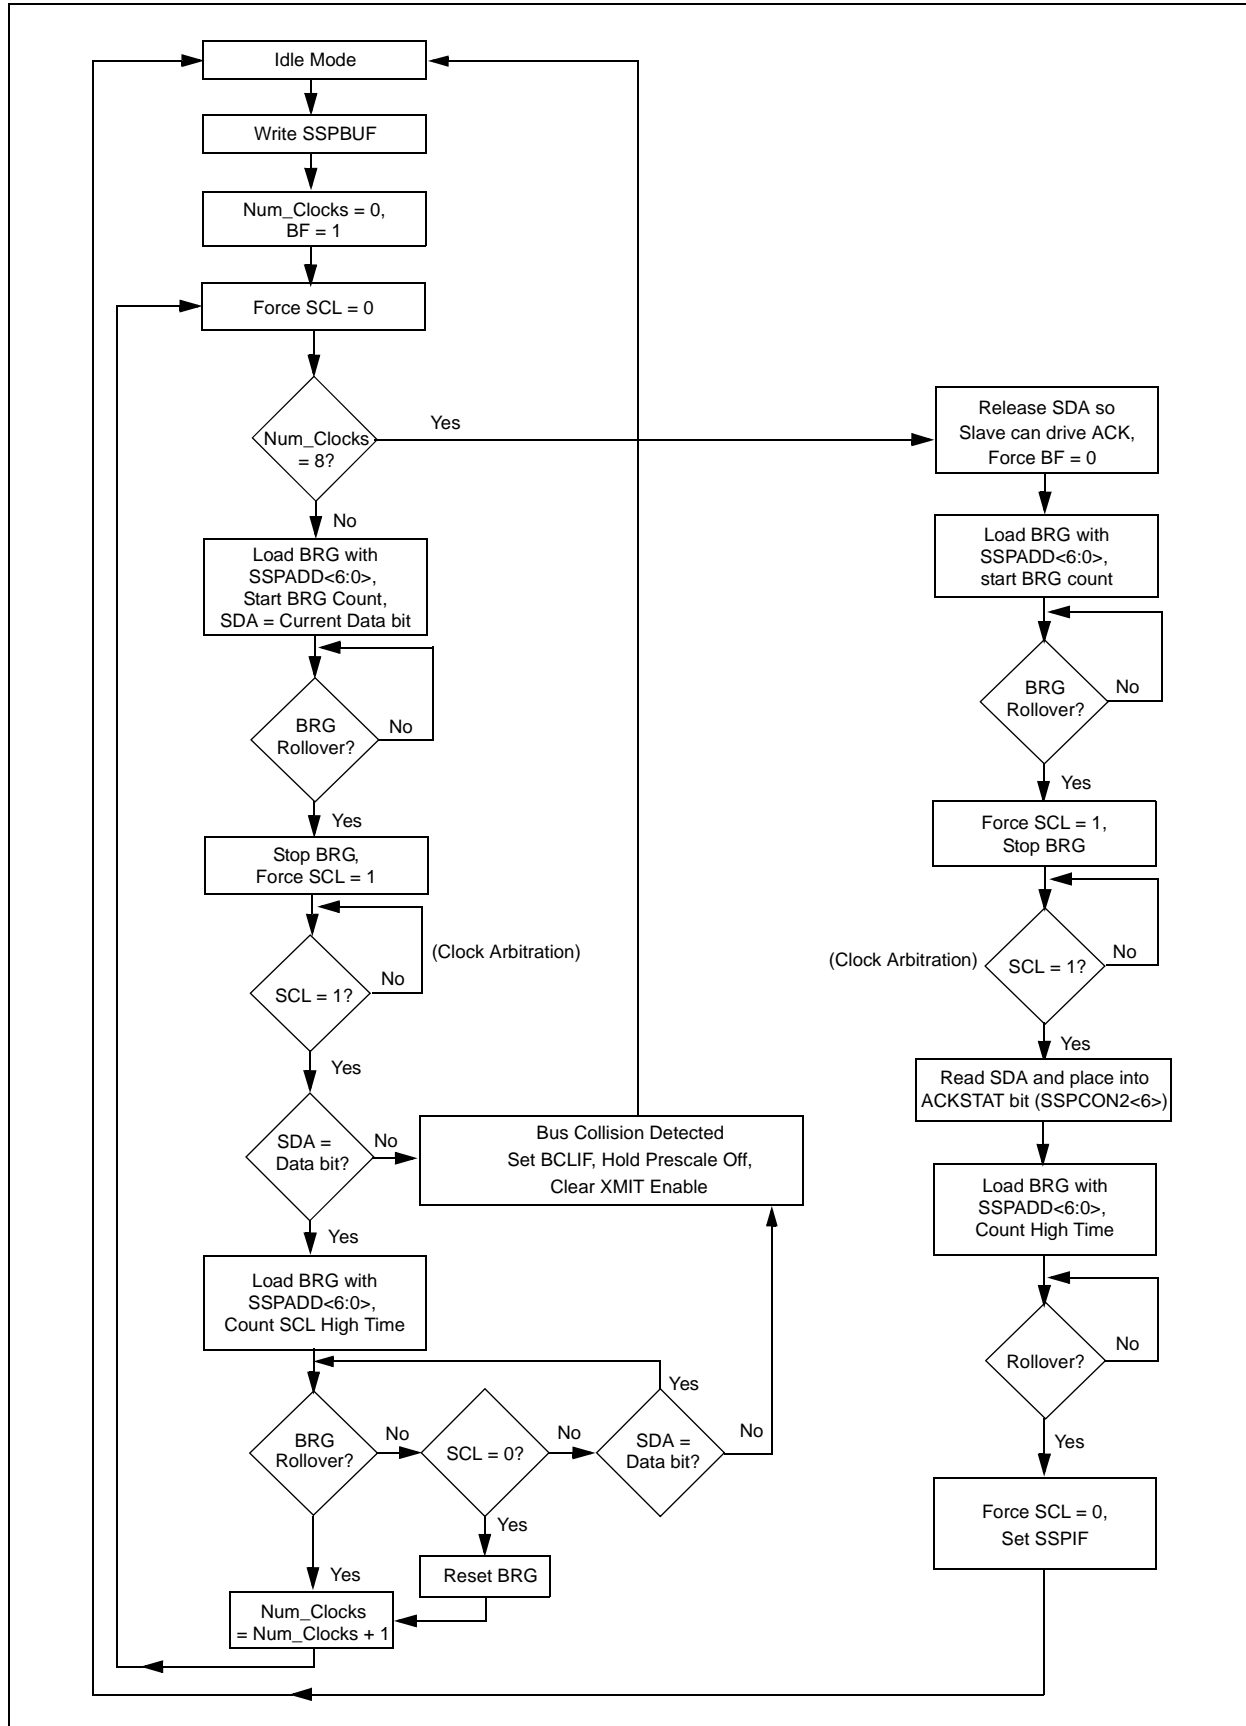 Idle Mode
Write SSPBUF
Num_Clocks = 0,
BF = 1
Force SCL = 0
Num_Clocks
= 8?
Yes
No
Load BRG with
SSPADD<6:0>,
Start BRG Count,
SDA = Current Data bit
BRG
Rollover?
No
Yes
Stop BRG,
Force SCL = 1
SCL = 1?
No
(Clock Arbitration)
Yes
SDA =
Data bit?
No
Bus Collision Detected
Set BCLIF, Hold Prescale Off,
Clear XMIT Enable
Yes
Load BRG with
SSPADD<6:0>,
Count SCL High Time
BRG
Rollover?
No
SCL = 0?
No
SDA =
Data bit?
Yes
No
Yes
Reset BRG
Yes
Num_Clocks
= Num_Clocks + 1
Release SDA so
Slave can drive ACK,
Force BF = 0
Load BRG with
SSPADD<6:0>,
start BRG count
BRG
Rollover?
No
Yes
Force SCL = 1,
Stop BRG
(Clock Arbitration)
SCL = 1?
No
Yes
Read SDA and place into
ACKSTAT bit (SSPCON2<6>)
Load BRG with
SSPADD<6:0>,
Count High Time
Rollover?
No
Yes
Force SCL = 0,
Set SSPIF